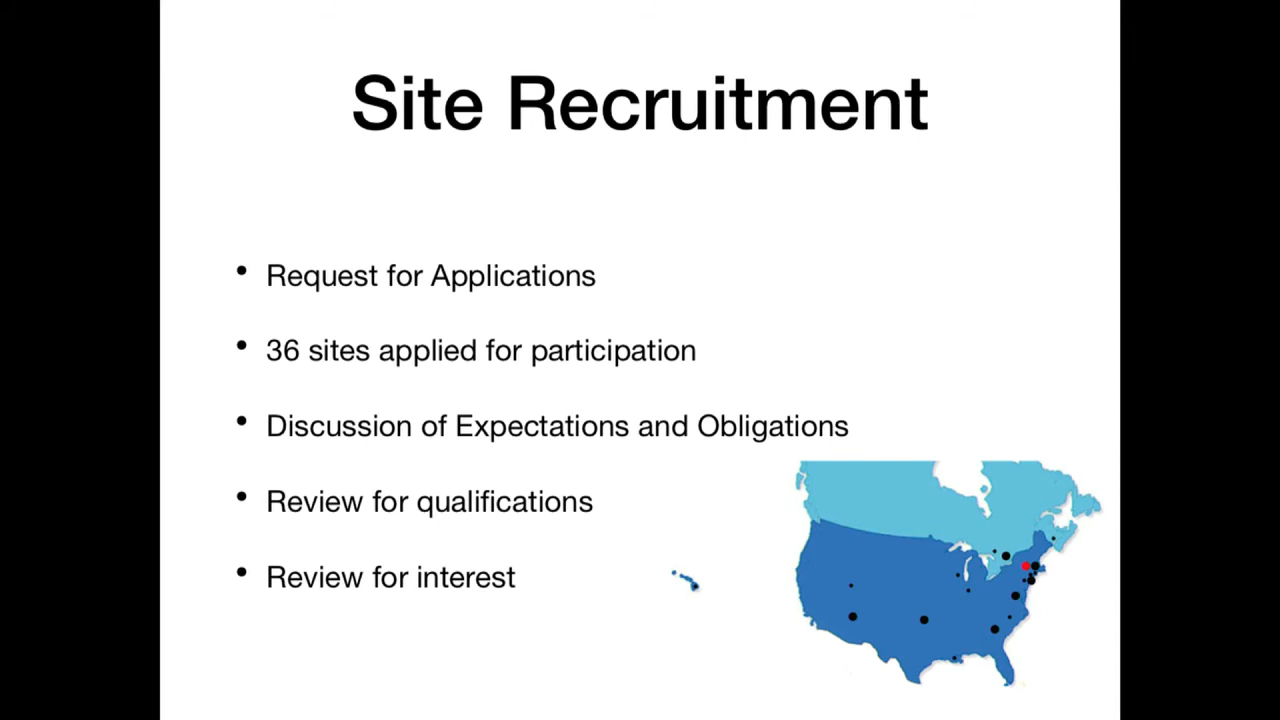 Site Recruitment
• Request for Applications
• 36 sites applied for participation
• Discussion of Expectations and Obligations
• Review for qualifications
• Review for interest